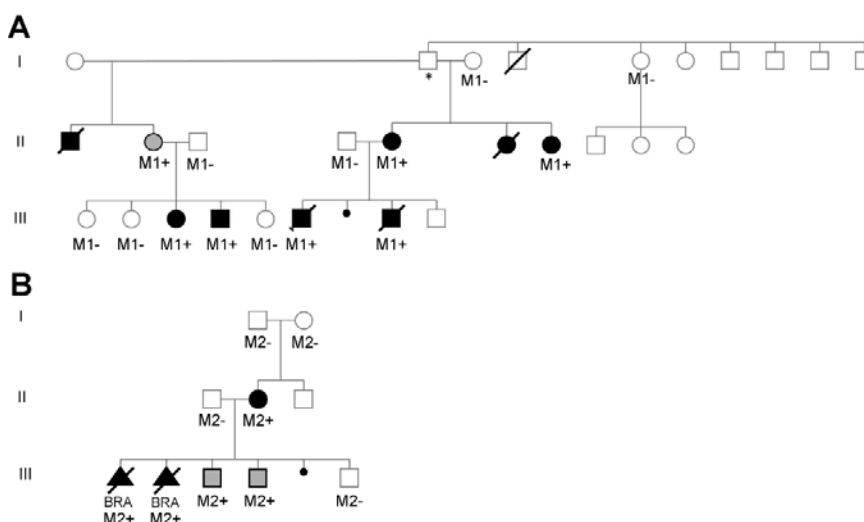 A
I
*
M1-
M1-
II
M1+
M1-
M1-
M1+
M1+
III
M1-
M1-
M1+
M1+
M1-
M1+
M1+
B
I
M2-
M2-
II
M2-
M2+
III
BRA
BRA
M2+
M2+
M2-
M2+
M2+